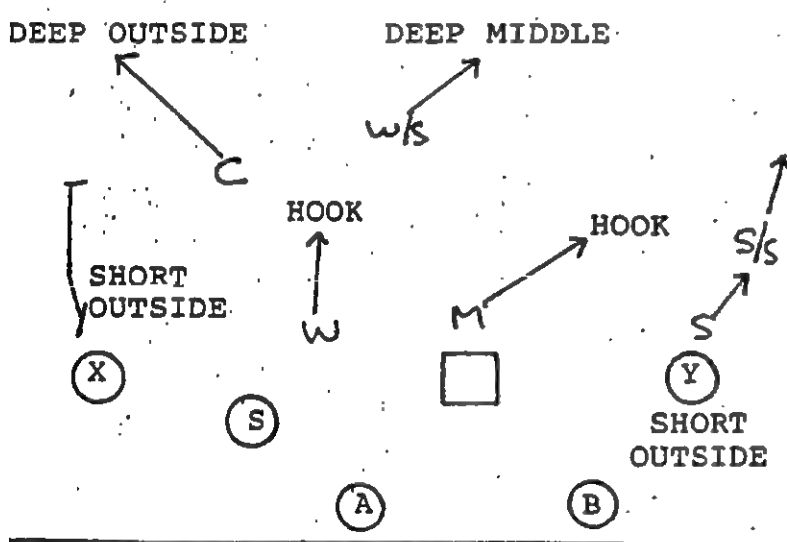 DEEP OUTSIDE
DEEP MIDDLE
W/S
C
HOOK
HOOK
S/S
SHORT
OUTSIDE
W
M
S
X
Y
S
SHORT
OUTSIDE
A
B